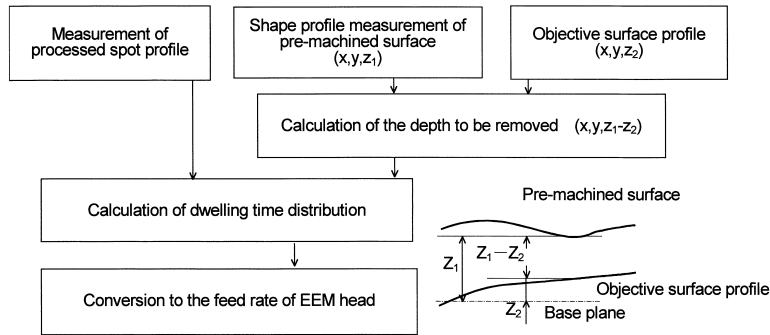 Measurement of
processed spot profile
Shape profile measurement of
pre-machined surface
(x,y,z₁)
Objective surface profile
(x,y,z₂)
Calculation of the depth to be removed (x,y,z₁-z₂)
Calculation of dwelling time distribution
Conversion to the feed rate of EEM head
Pre-machined surface
Z₁
Z₁—Z₂
Objective surface profile
Z₂
Base plane